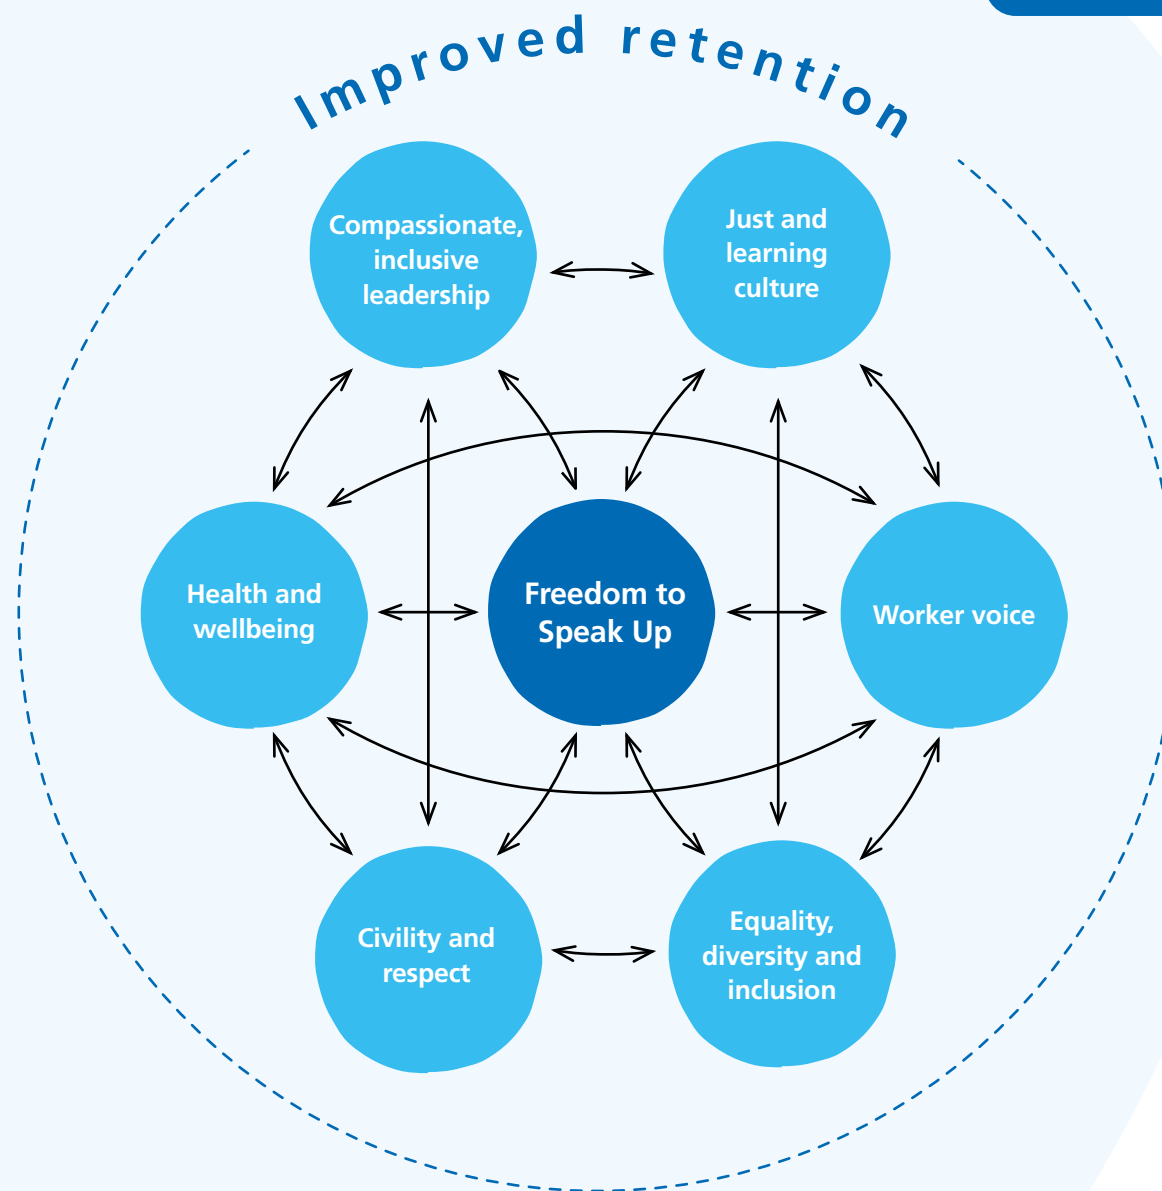 Improved retention
Compassionate,
inclusive
leadership
Just and
learning
culture
Health and
wellbeing
Freedom to
Speak Up
Worker voice
Civility and
respect
Equality,
diversity and
inclusion